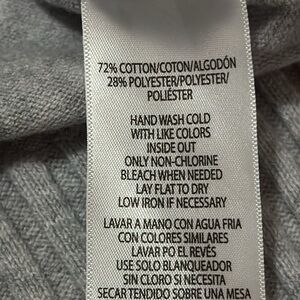 72% COTTON/COTON/ALGODÓN
28% POLYESTER/POLYESTER/
POLIÉSTER
HAND WASH COLD
WITH LIKE COLORS
INSIDE OUT
ONLY NON-CHLORINE
BLEACH WHEN NEEDED
LAY FLAT TO DRY
LOW IRON IF NECESSARY
LAVAR A MANO CON AGUA FRIA
CON COLORES SIMILARES
LAVAR PO EL REVÉS
USE SOLO BLANQUEADOR
SIN CLORO SI NECESITA
SECAR TENDIDO SOBRE UNA MESA